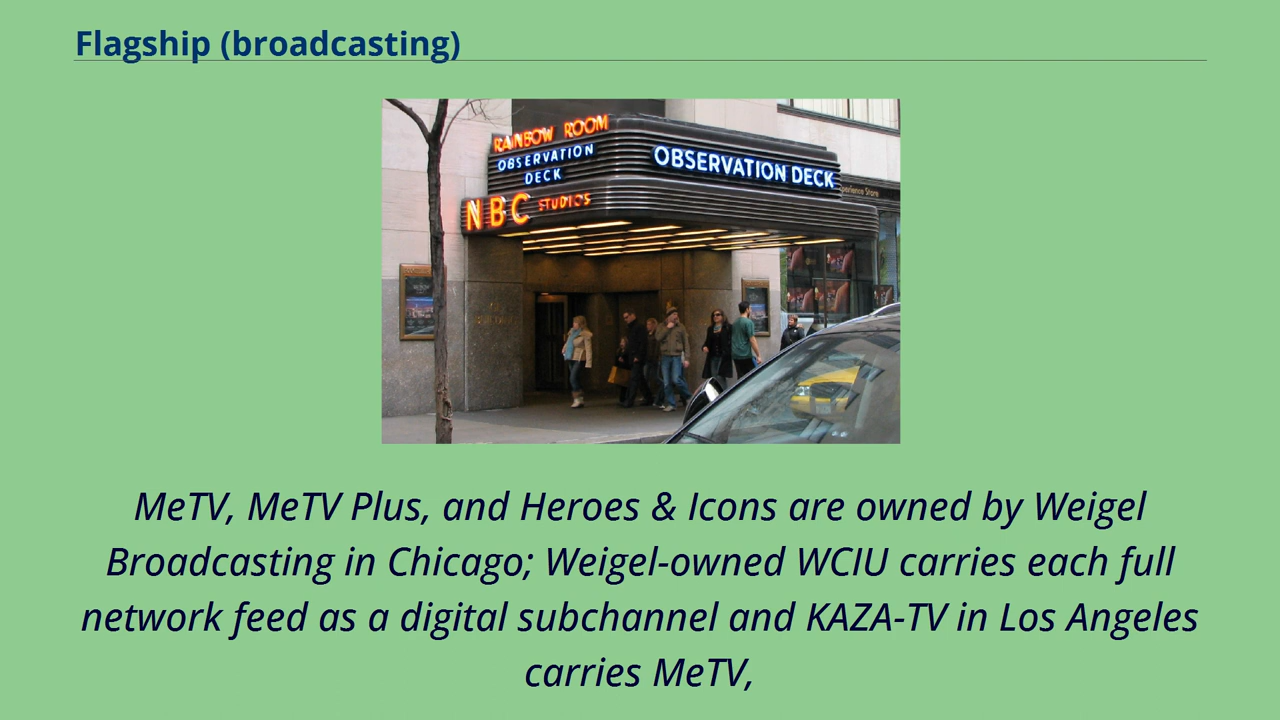 Flagship (broadcasting)
RAINBOW ROOM
OBSERVATION
DECK
OBSERVATION DECK
NBC STUDIOS
MeTV, MeTV Plus, and Heroes & Icons are owned by Weigel
Broadcasting in Chicago; Weigel-owned WCIU carries each full
network feed as a digital subchannel and KAZA-TV in Los Angeles
carries MeTV,